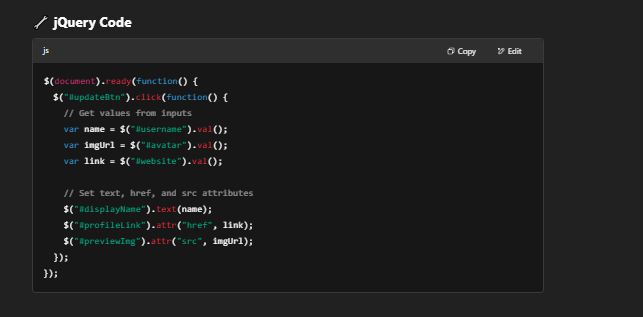 jQuery Code
js
Copy
Edit
$(document).ready(function() {
  $("#updateBtn").click(function() {
    // Get values from inputs
    var name = $("#username").val();
    var imgUrl = $("#avatar").val();
    var link = $("#website").val();

    // Set text, href, and src attributes
    $("#displayName").text(name);
    $("#profileLink").attr("href", link);
    $("#previewImg").attr("src", imgUrl);
  });
});